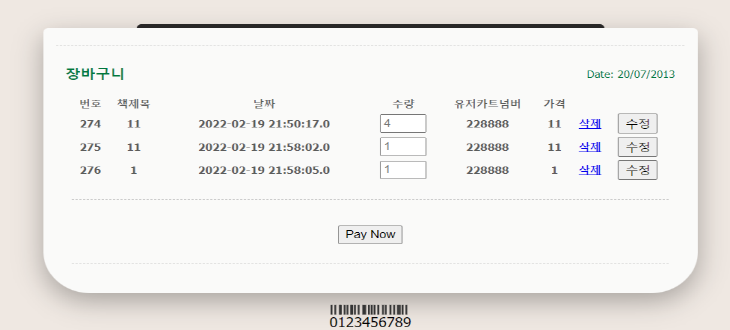 장바구니
Date: 20/07/2013
번호 책제목 날짜 수량 유저카트넘버 가격
274 11 2022-02-19 21:50:17.0 4 228888 11 삭제 수정
275 11 2022-02-19 21:58:02.0 1 228888 11 삭제 수정
276 1 2022-02-19 21:58:05.0 1 228888 1 삭제 수정
Pay Now
0123456789